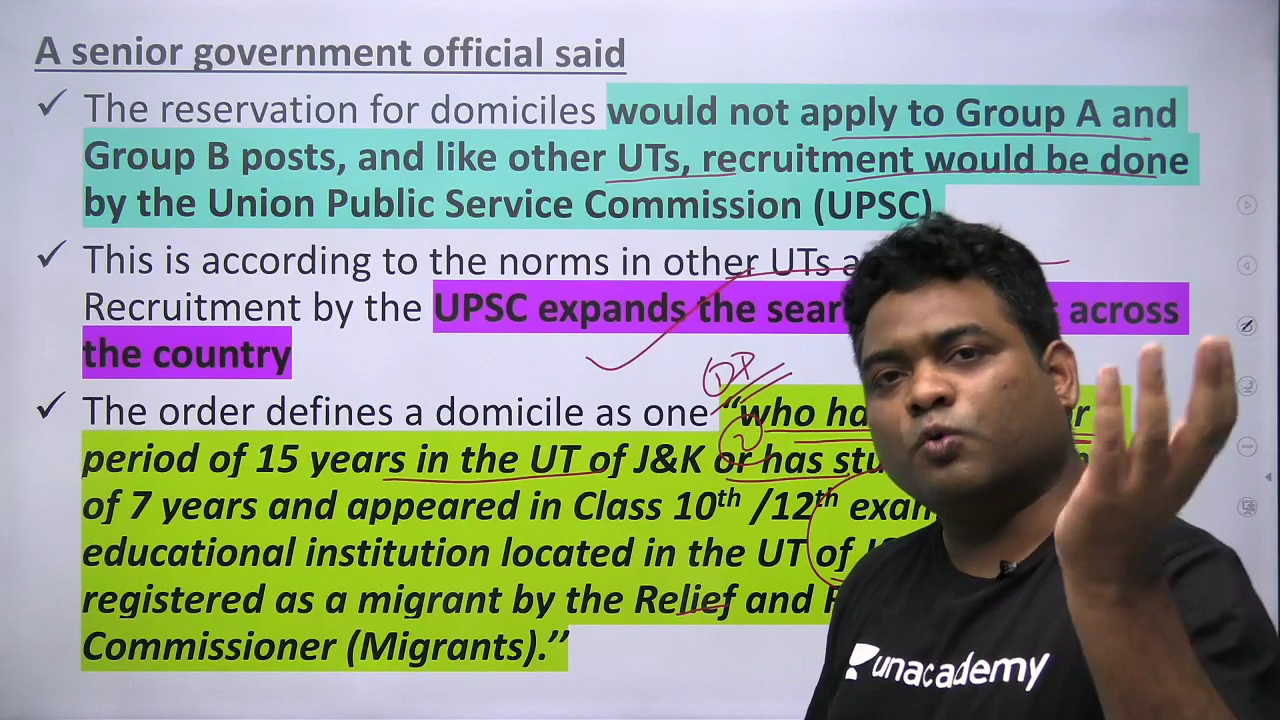 A senior government official said
✓ The reservation for domiciles would not apply to Group A and
Group B posts, and like other UTs, recruitment would be done
by the Union Public Service Commission (UPSC)
✓ This is according to the norms in other UTs
Recruitment by the UPSC expands the across
the country
✓ The order defines a domicile as one “who
period of 15 years in the UT of J&K or has
of 7 years and appeared in Class 10th /12th
educational institution located in the UT of
registered as a migrant by the Relief and
Commissioner (Migrants).’’
unacademy